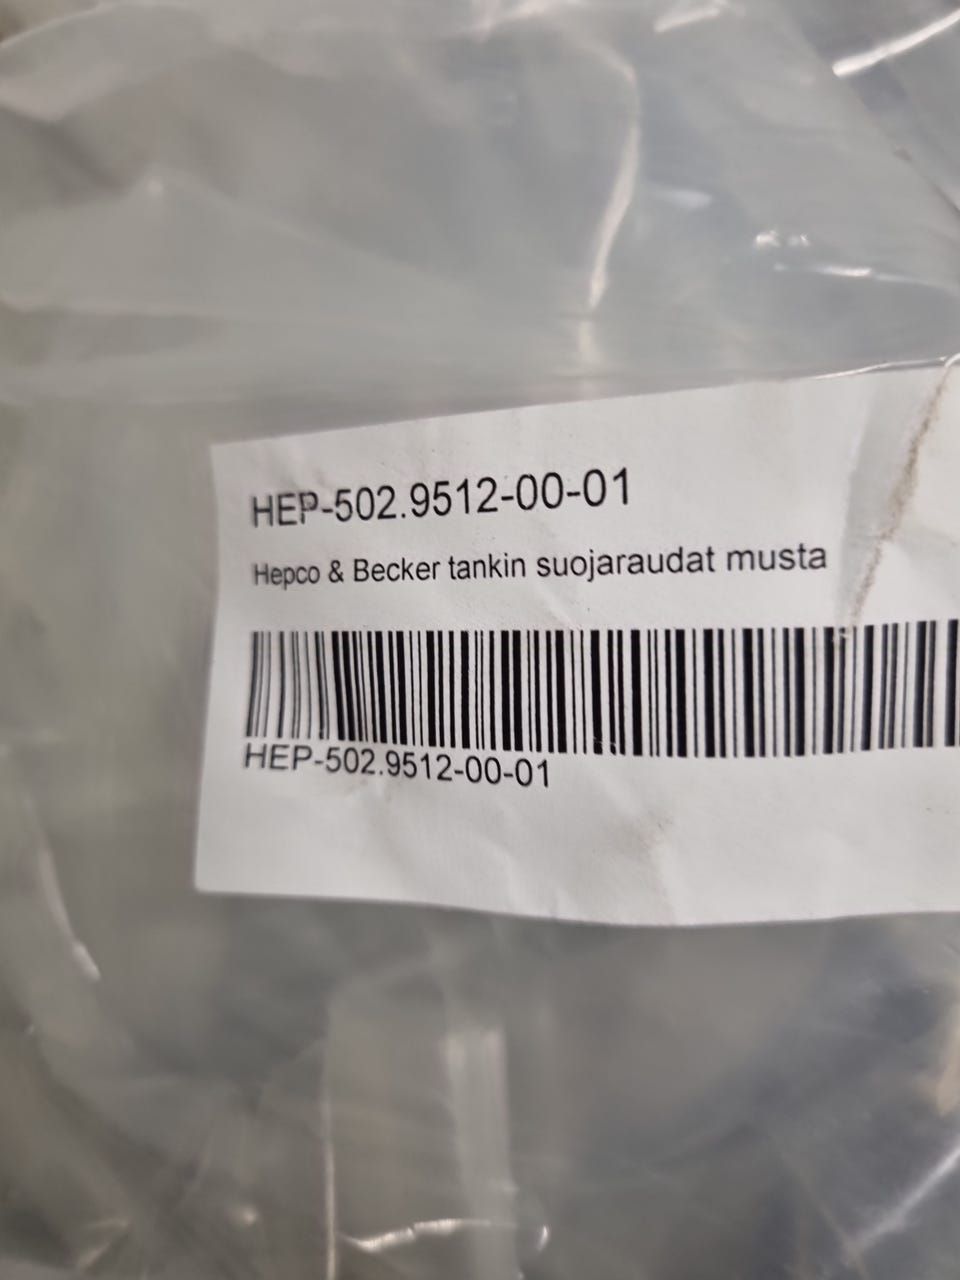 HEP-502.9512-00-01
Hepco & Becker tankin suojaraudat musta
HEP-502.9512-00-01